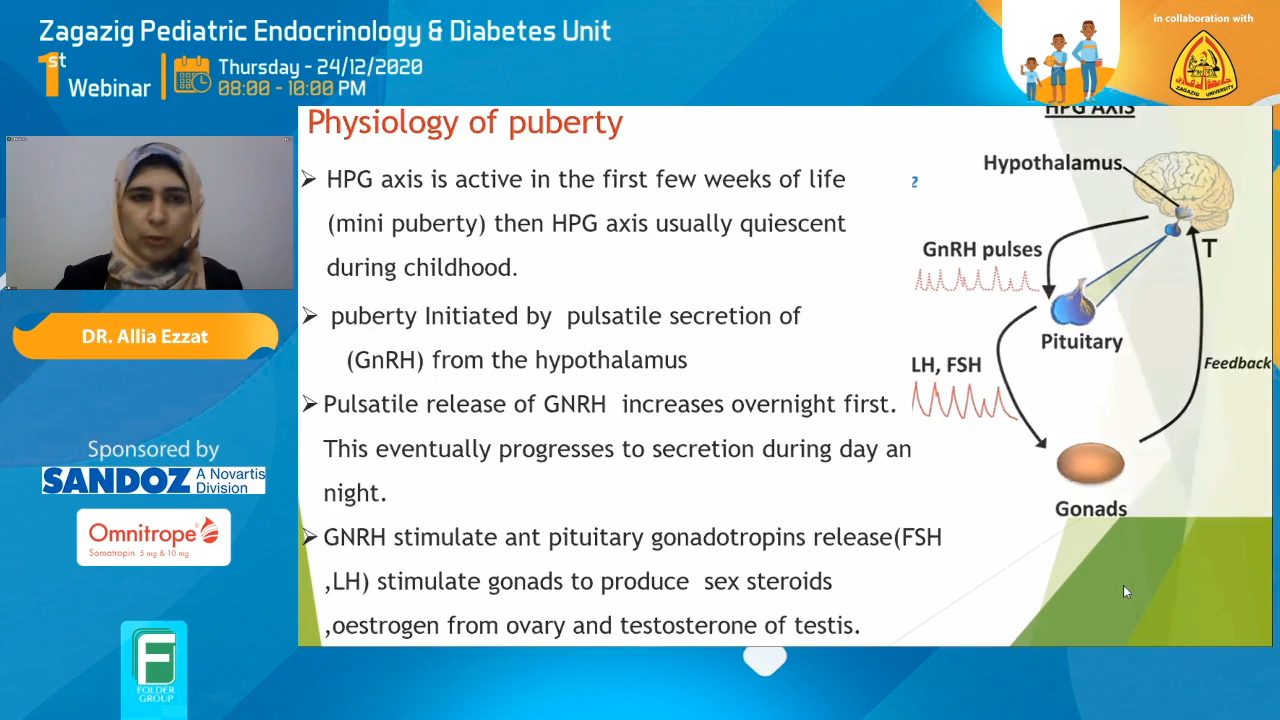 Zagazig Pediatric Endocrinology & Diabetes Unit
1st Webinar
Thursday - 24/12/2020
08:00 - 10:00 PM
in collaboration with
ZAGAZIG UNIVERSITY
DR. Allia Ezzat
Sponsored by
SANDOZ A Novartis Division
Omnitrope
Somatropin 5 mg & 10 mg
FOLDER GROUP
Physiology of puberty
HPG axis is active in the first few weeks of life
(mini puberty) then HPG axis usually quiescent
during childhood.
puberty Initiated by pulsatile secretion of
(GnRH) from the hypothalamus
Pulsatile release of GNRH increases overnight first.
This eventually progresses to secretion during day an
night.
GNRH stimulate ant pituitary gonadotropins release(FSH
,LH) stimulate gonads to produce sex steroids
,oestrogen from ovary and testosterone of testis.
HPG AXIS
Hypothalamus
?
GnRH pulses
T
Pituitary
LH, FSH
Feedback
Gonads